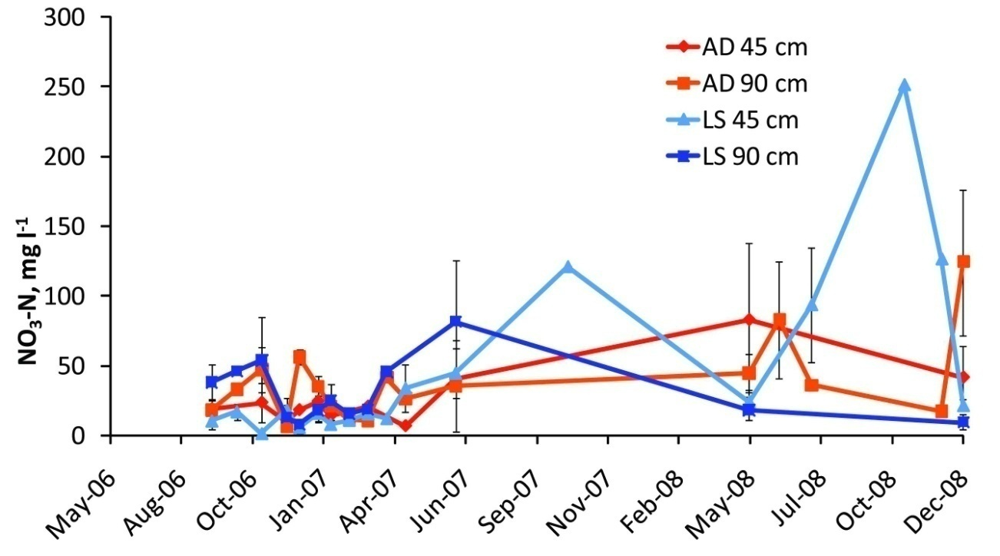 300
250
200
150
100
50
0
NO₃-N, mg l⁻¹
AD 45 cm
AD 90 cm
LS 45 cm
LS 90 cm
May-06
Aug-06
Oct-06
Jan-07
Apr-07
Jun-07
Sep-07
Nov-07
Feb-08
May-08
Jul-08
Oct-08
Dec-08